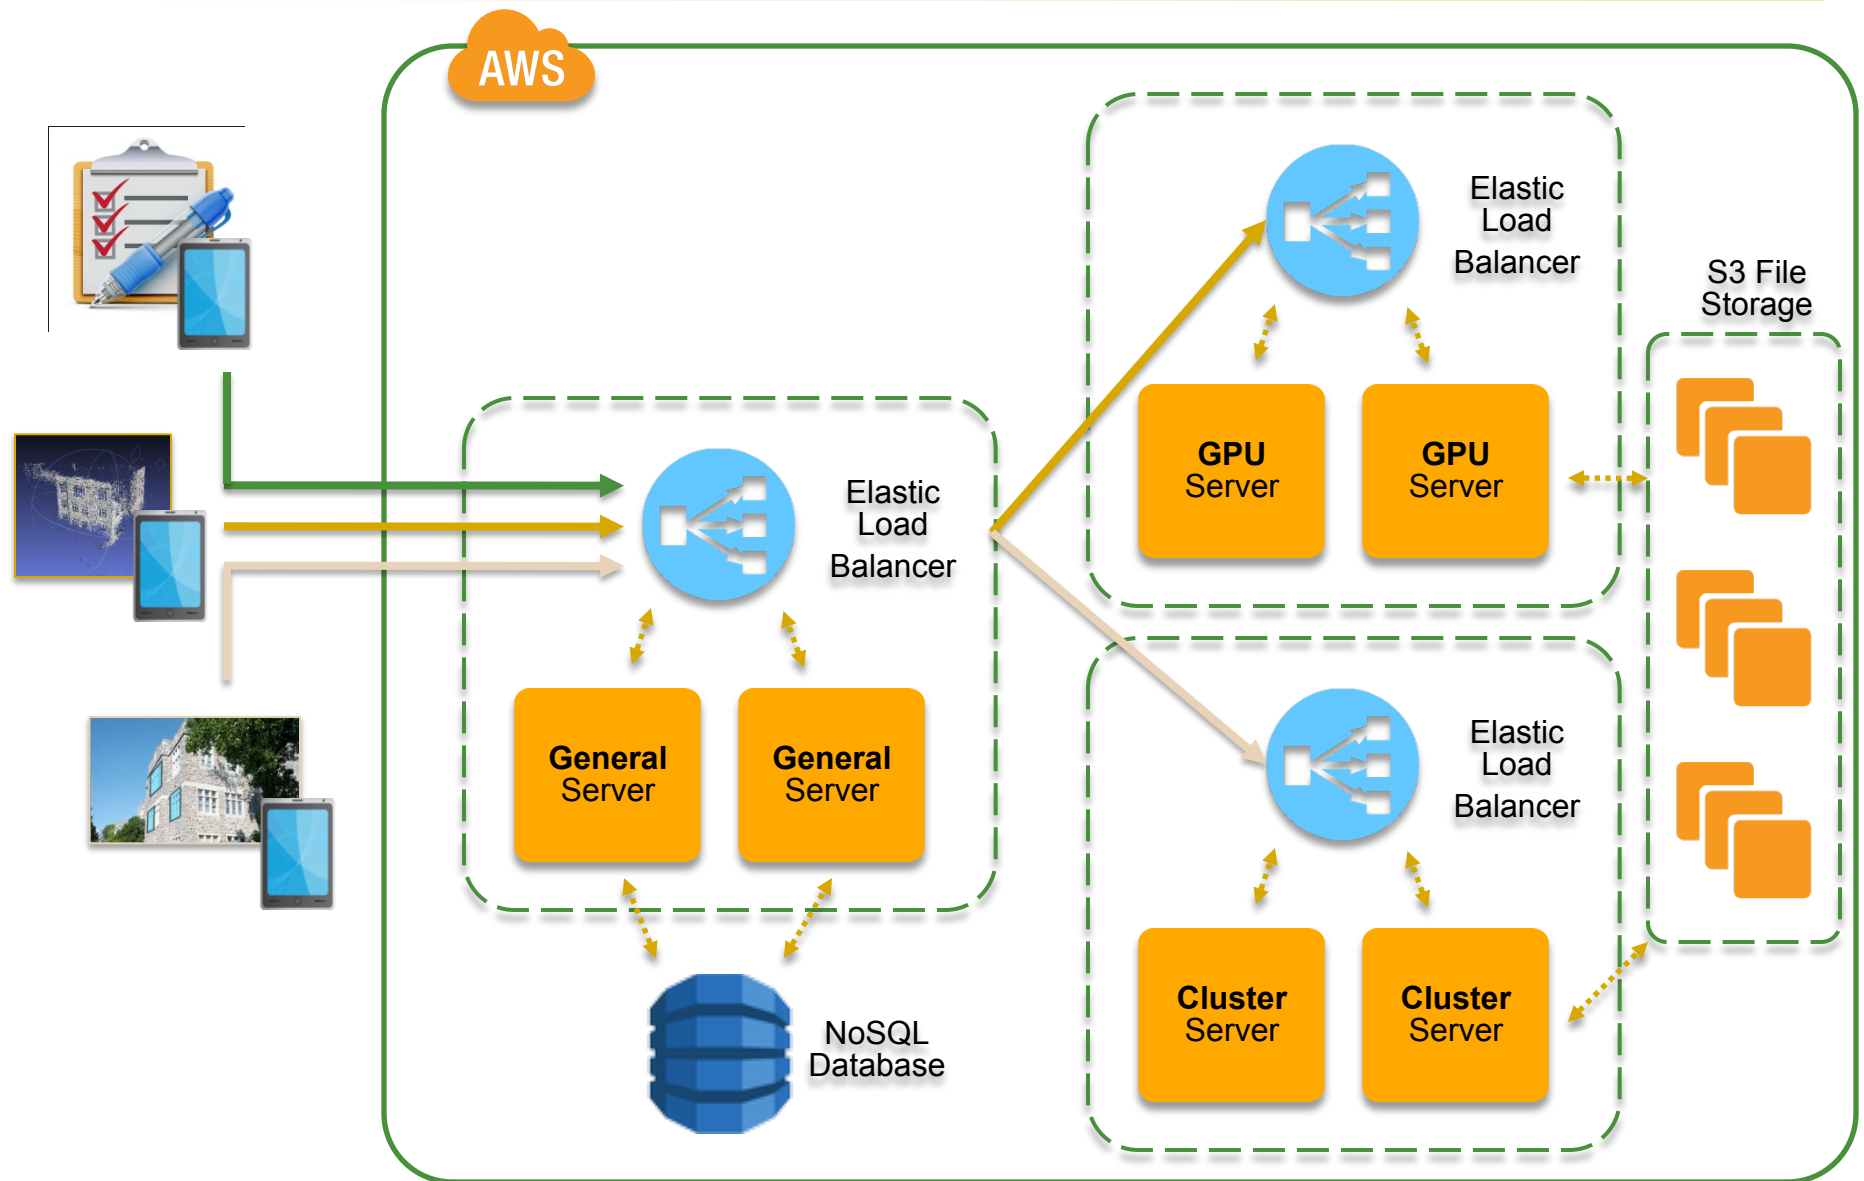 AWS
Elastic
Load
Balancer
S3 File
Storage
GPU
Server
GPU
Server
Elastic
Load
Balancer
General
Server
General
Server
Elastic
Load
Balancer
NoSQL
Database
Cluster
Server
Cluster
Server